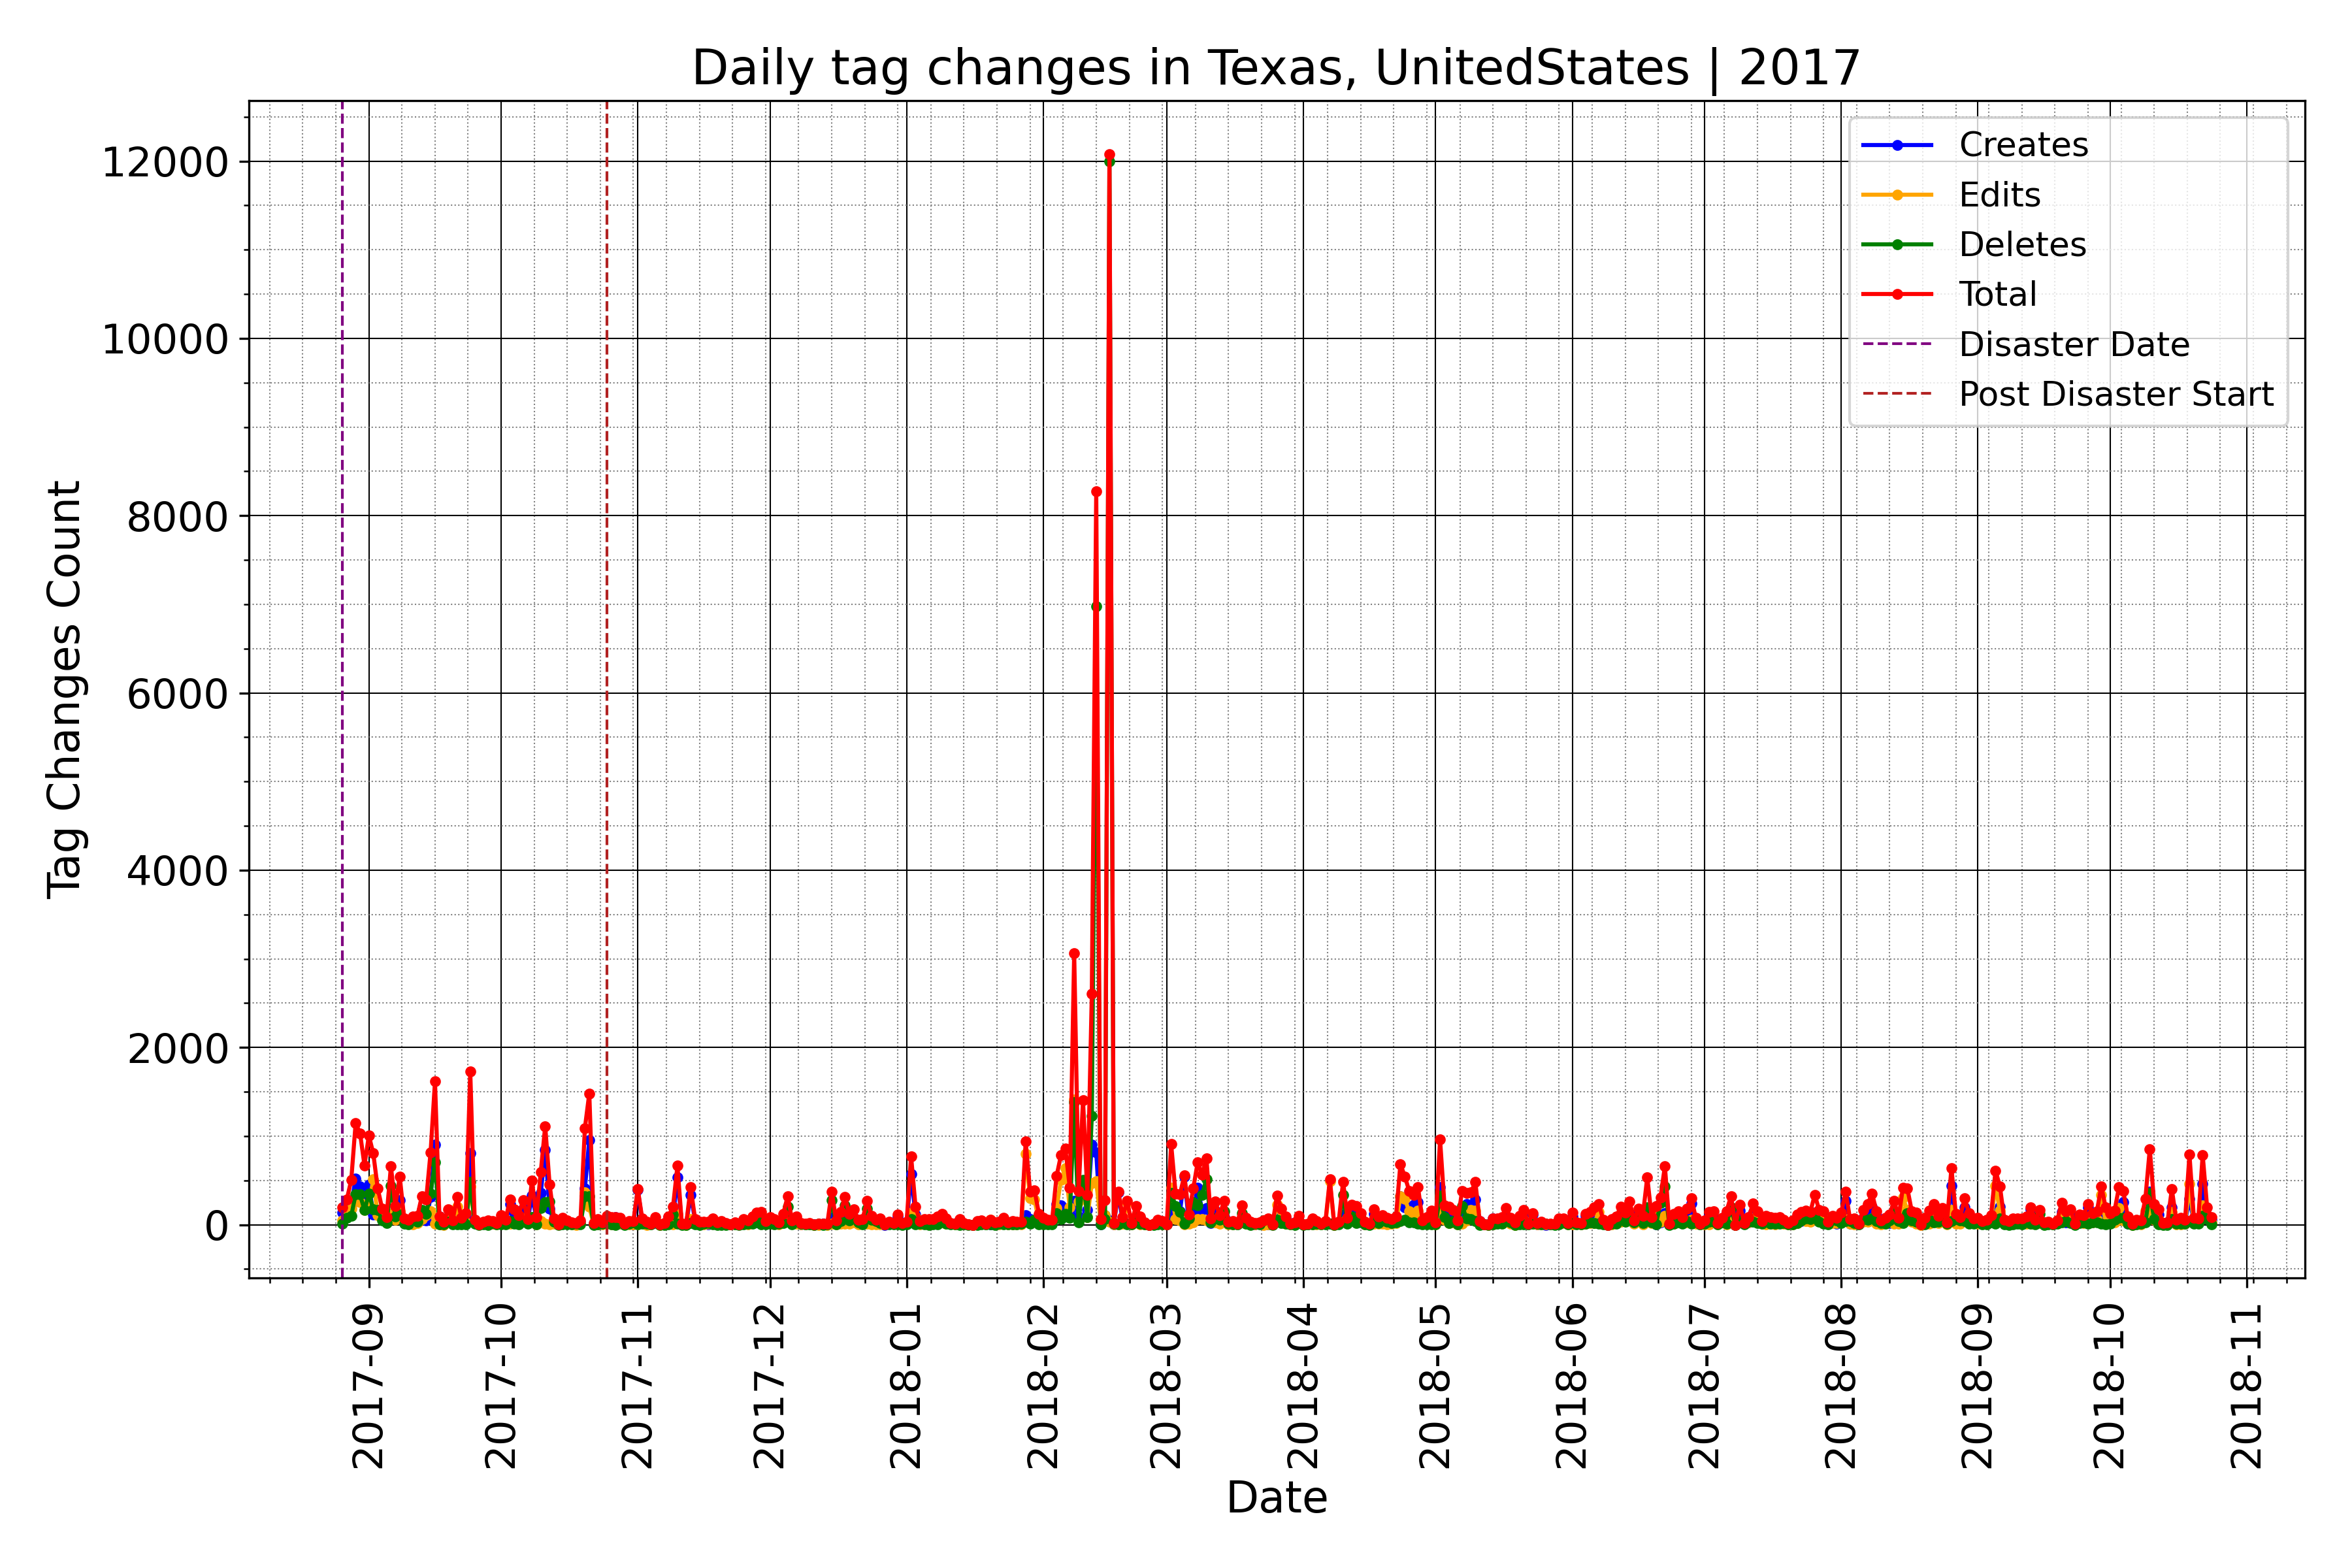 Daily tag changes in Texas, UnitedStates | 2017
Creates
Edits
Deletes
Total
Disaster Date
Post Disaster Start
Tag Changes Count
12000
10000
8000
6000
4000
2000
0
2017-09
2017-10
2017-11
2017-12
2018-01
2018-02
2018-03
2018-04
2018-05
2018-06
2018-07
2018-08
2018-09
2018-10
2018-11
Date